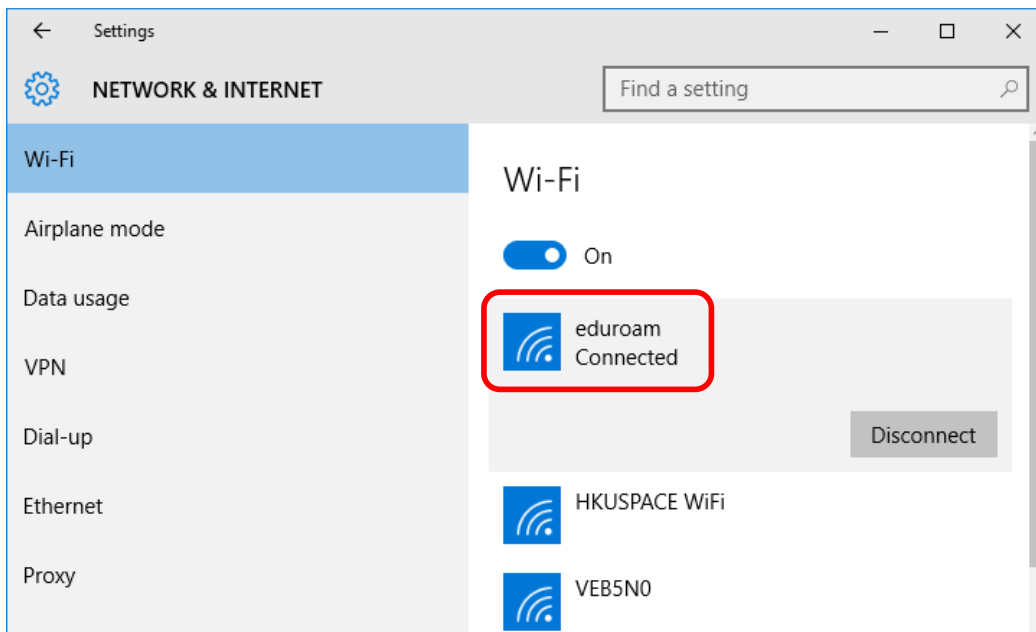 Settings
NETWORK & INTERNET
Find a setting
Wi-Fi
Airplane mode
Data usage
VPN
Dial-up
Ethernet
Proxy
Wi-Fi
On
eduroam
Connected
Disconnect
HKUSPACE WiFi
VEB5N0